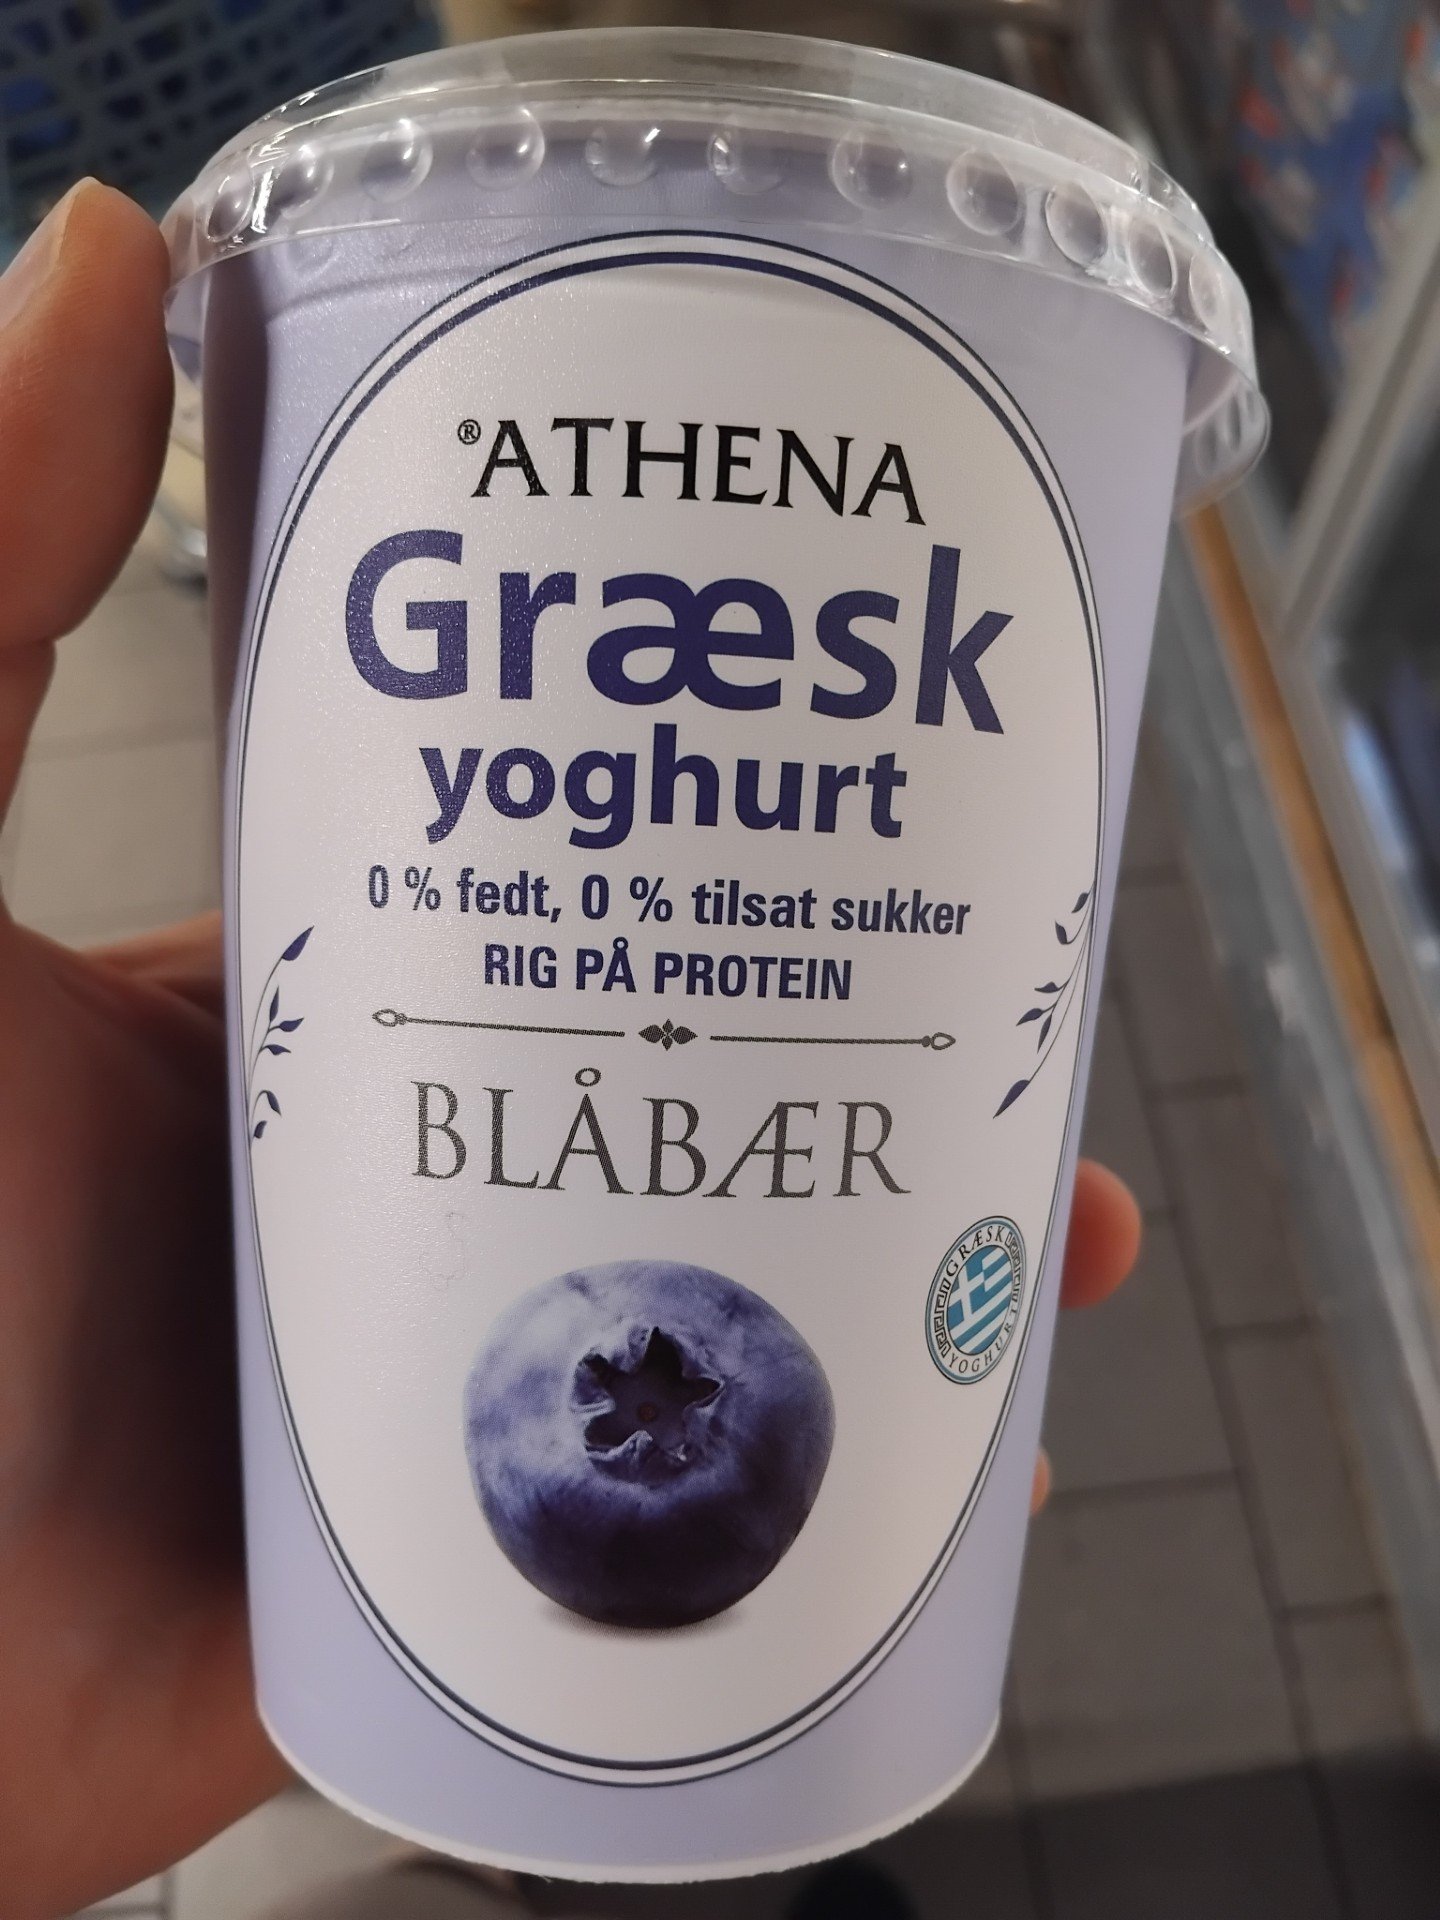 ®ATHENA
Græsk
yoghurt
0 % fedt, 0 % tilsat sukker
RIG PÅ PROTEIN
BLÅBÆR
GRÆSK
YOGHURT